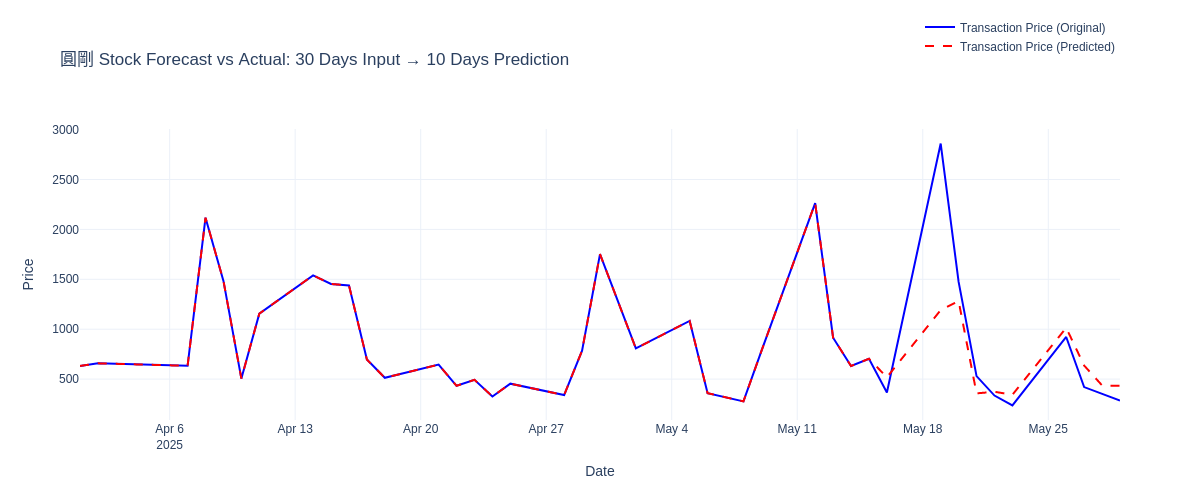 Transaction Price (Original)
Transaction Price (Predicted)
圓剛 Stock Forecast vs Actual: 30 Days Input → 10 Days Prediction
3000
2500
2000
1500
1000
500
Price
Apr 6
2025
Apr 13
Apr 20
Apr 27
May 4
May 11
May 18
May 25
Date